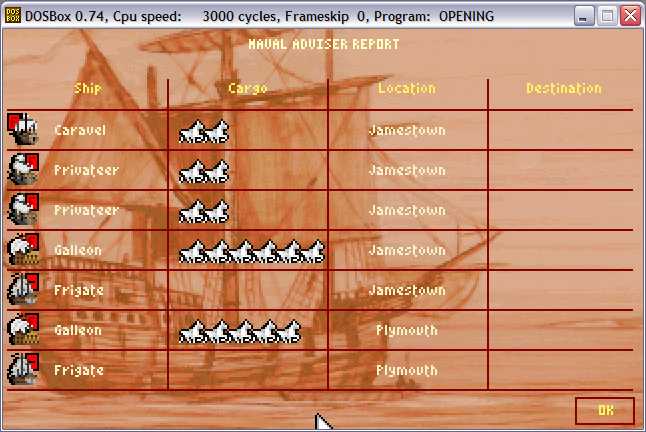 DOSBox 0.74, Cpu speed: 3000 cycles, Frameskip 0, Program: OPENING
NAVAL ADVISER REPORT
Ship Cargo Location Destination
Caravel Jamestown
Privateer Jamestown
Privateer Jamestown
Galleon Jamestown
Frigate Jamestown
Galleon Plymouth
Frigate Plymouth
OK